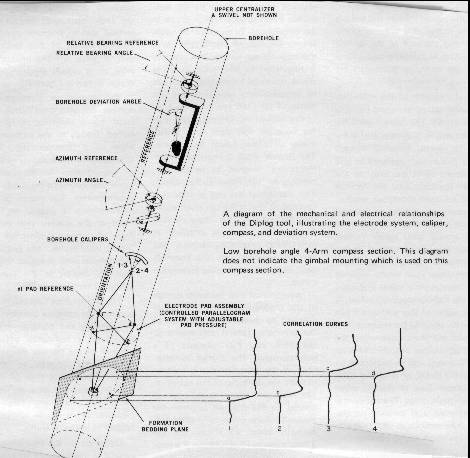 UPPER CENTRALIZER
& SWIVEL NOT SHOWN
BOREHOLE
RELATIVE BEARING REFERENCE
RELATIVE BEARING ANGLE
BOREHOLE DEVIATION ANGLE
REFERENCE
AZIMUTH REFERENCE
AZIMUTH ANGLE
A diagram of the mechanical and electrical relationships
of the Diplog tool, illustrating the electrode system, caliper,
compass, and deviation system.
Low borehole angle 4-Arm compass section. This diagram
does not indicate the gimbal mounting which is used on this
compass section.
BOREHOLE CALIPERS
1-3
2-4
ORIENTATION
#1 PAD REFERENCE
ELECTRODE PAD ASSEMBLY
(CONTROLLED PARALLELOGRAM
SYSTEM WITH ADJUSTABLE
PAD PRESSURE)
CORRELATION CURVES
d
1
2
3
4
FORMATION
BEDDING PLANE